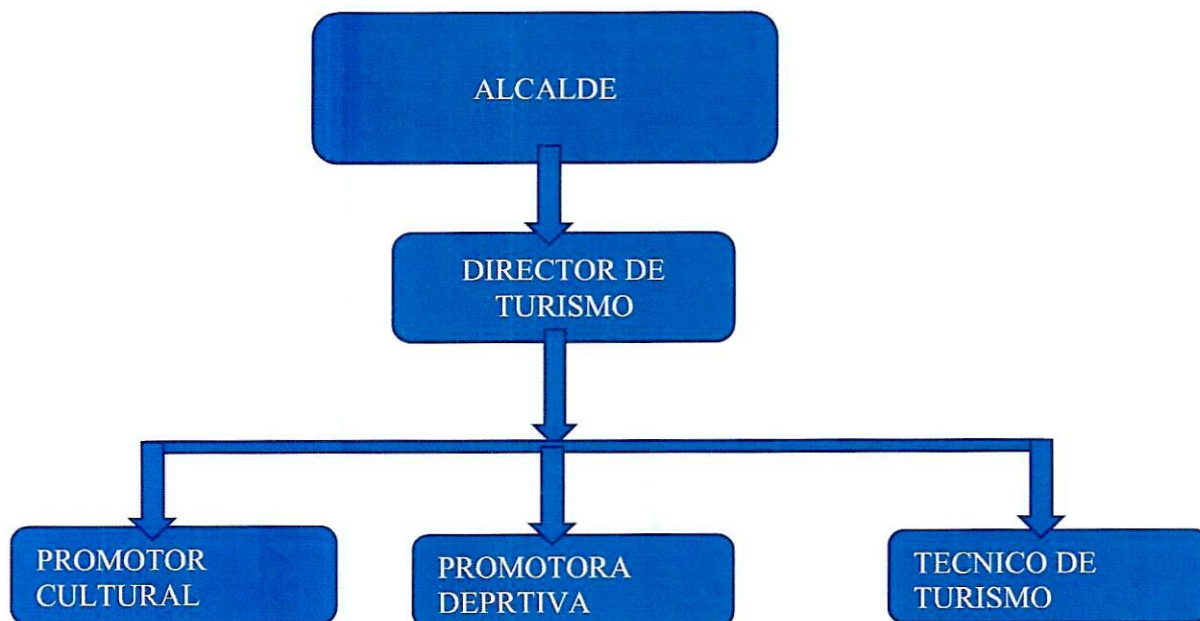 ALCALDE
DIRECTOR DE
TURISMO
PROMOTOR
CULTURAL
PROMOTORA
DEPRTIVA
TECNICO DE
TURISMO